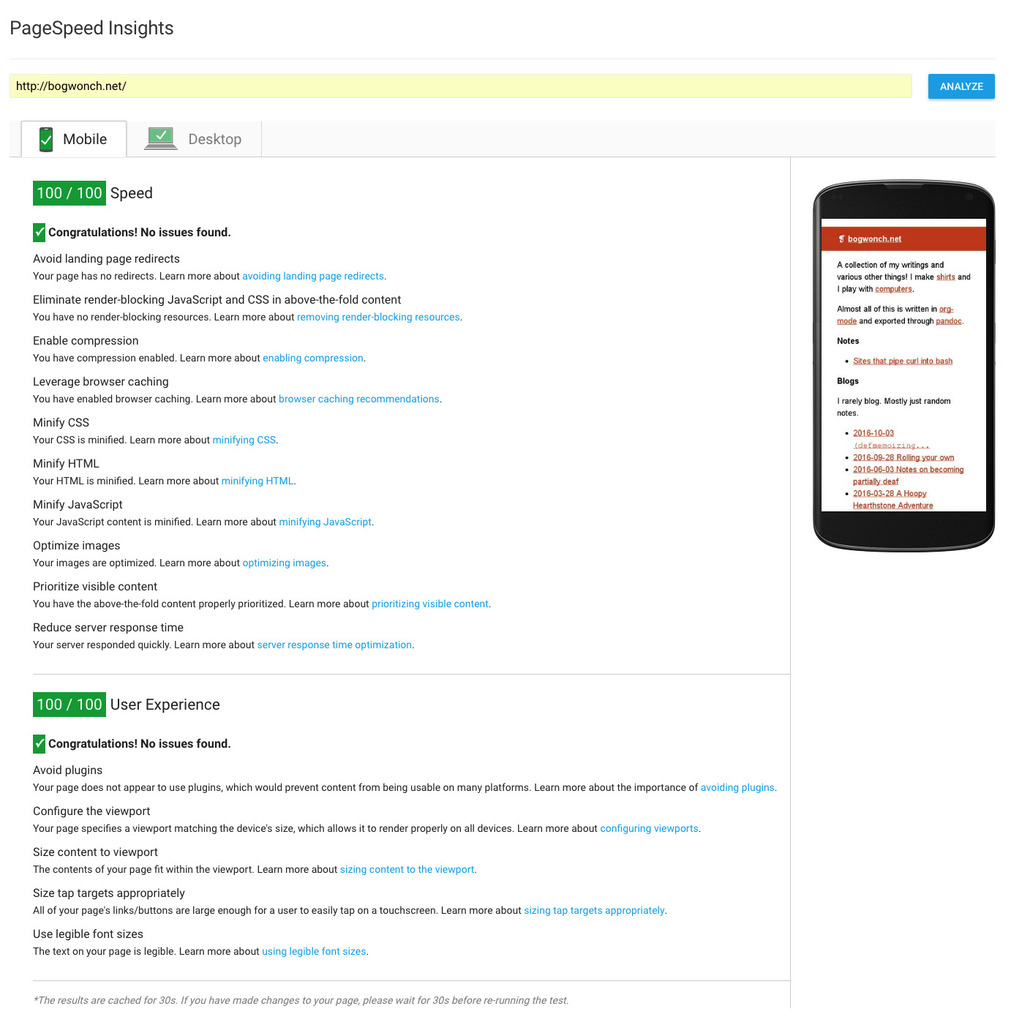 PageSpeed Insights
http://bogwonch.net/
ANALYZE
Mobile
Desktop
100 / 100 Speed
Congratulations! No issues found.
Avoid landing page redirects
Your page has no redirects. Learn more about avoiding landing page redirects.
Eliminate render-blocking JavaScript and CSS in above-the-fold content
You have no render-blocking resources. Learn more about removing render-blocking resources.
Enable compression
You have compression enabled. Learn more about enabling compression.
Leverage browser caching
You have enabled browser caching. Learn more about browser caching recommendations.
Minify CSS
Your CSS is minified. Learn more about minifying CSS.
Minify HTML
Your HTML is minified. Learn more about minifying HTML.
Minify JavaScript
Your JavaScript content is minified. Learn more about minifying JavaScript.
Optimize images
Your images are optimized. Learn more about optimizing images.
Prioritize visible content
You have the above-the-fold content properly prioritized. Learn more about prioritizing visible content.
Reduce server response time
Your server responded quickly. Learn more about server response time optimization.
100 / 100 User Experience
Congratulations! No issues found.
Avoid plugins
Your page does not appear to use plugins, which would prevent content from being usable on many platforms. Learn more about the importance of avoiding plugins.
Configure the viewport
Your page specifies a viewport matching the device's size, which allows it to render properly on all devices. Learn more about configuring viewports.
Size content to viewport
The contents of your page fit within the viewport. Learn more about sizing content to the viewport.
Size tap targets appropriately
All of your page's links/buttons are large enough for a user to easily tap on a touchscreen. Learn more about sizing tap targets appropriately.
Use legible font sizes
The text on your page is legible. Learn more about using legible font sizes.
*The results are cached for 30s. If you have made changes to your page, please wait for 30s before re-running the test.
bogwonch.net
A collection of my writings and
various other things! I make shirts and
I play with computers.
Almost all of this is written in org-
mode and exported through pandoc.
Notes
Sites that pipe curl into bash
Blogs
I rarely blog. Mostly just random
notes.
2016-10-03
(defmemoizing...
2016-09-28 Rolling your own
2016-06-03 Notes on becoming
partially deaf
2016-03-28 A Hoopy
Hearthstone Adventure